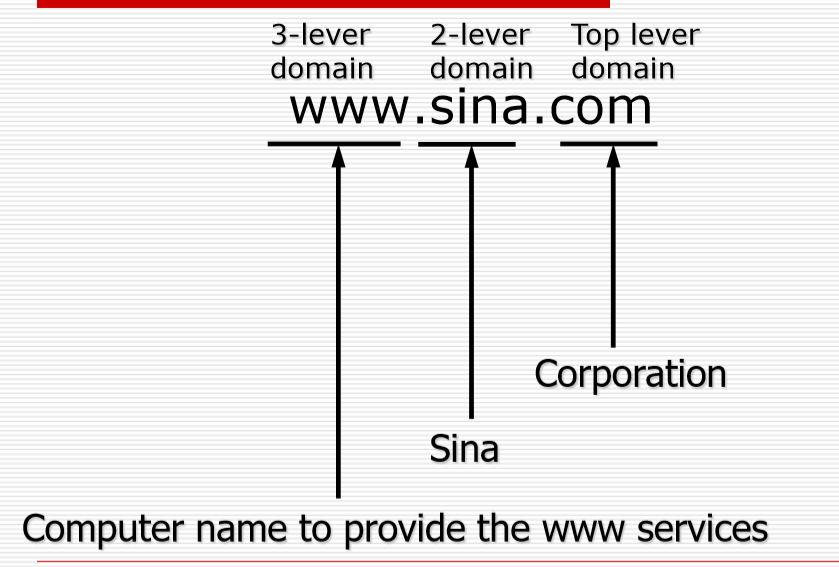 3-lever domain
2-lever domain
Top lever domain
www.sina.com
Corporation
Sina
Computer name to provide the www services